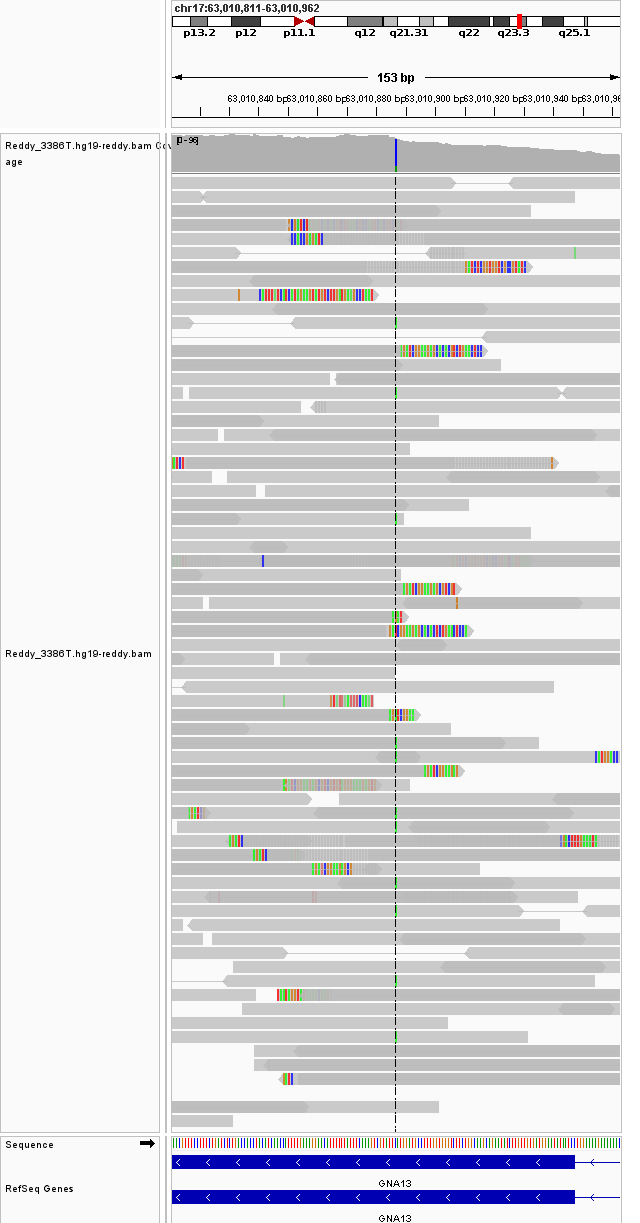 chr17:63,010,811-63,010,962
p13.2 p12 p11.1 q12 q21.31 q22 q23.3 q25.1
153 bp
63,010,840 bp 63,010,860 bp 63,010,880 bp 63,010,900 bp 63,010,920 bp 63,010,940 bp 63,010,96
Reddy_3386T.hg19-reddy.bam Cov
age
Reddy_3386T.hg19-reddy.bam
Sequence
GNA13
RefSeq Genes
GNA13